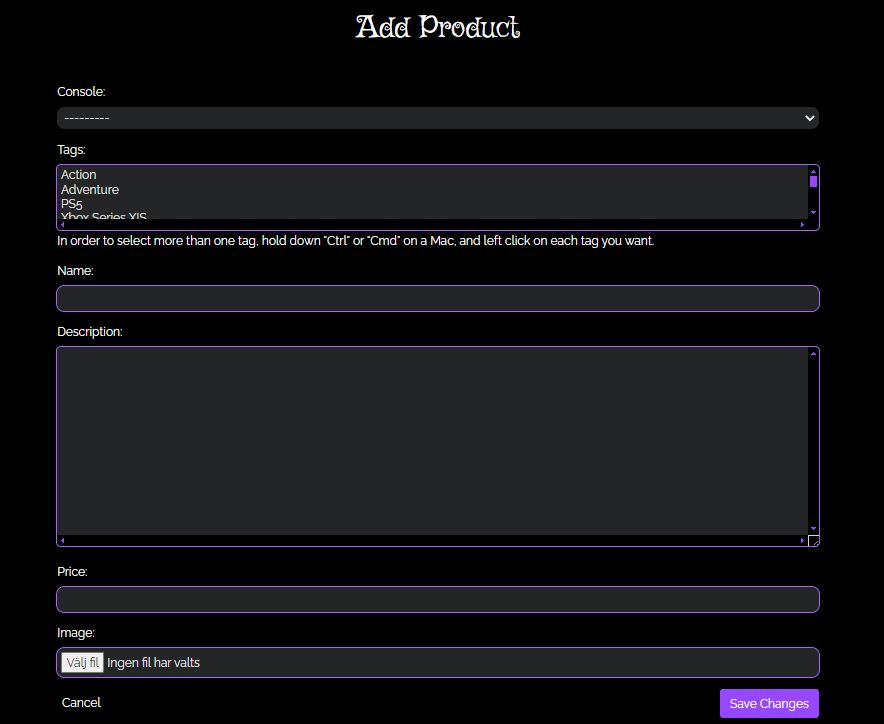 Add Product
Console:
---------
Tags:
Action
Adventure
PS5
Xbox Series X|S
In order to select more than one tag, hold down "Ctrl" or "Cmd" on a Mac, and left click on each tag you want.
Name:
Description:
Price:
Image:
Välj fil Ingen fil har valts
Cancel
Save Changes